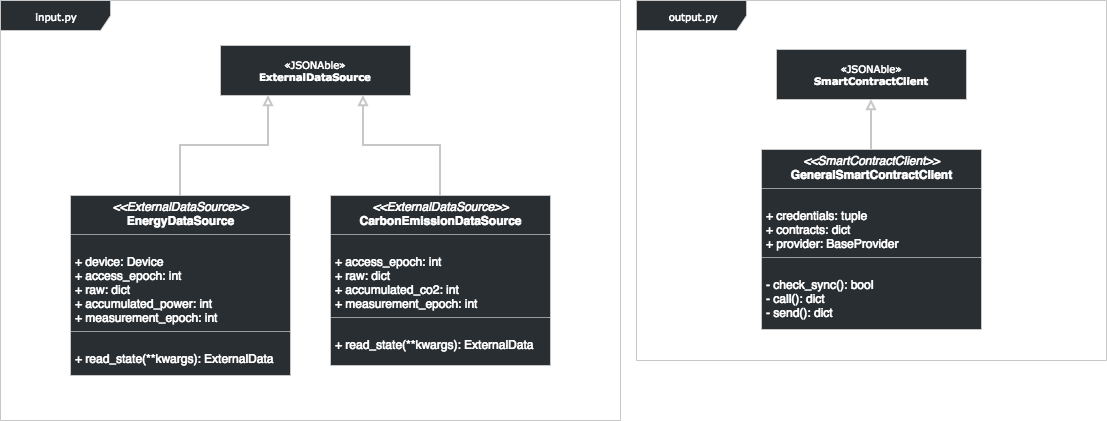 input.py
«JSONAble»
ExternalDataSource
<<ExternalDataSource>>
EnergyDataSource
+ device: Device
+ access_epoch: int
+ raw: dict
+ accumulated_power: int
+ measurement_epoch: int
+ read_state(**kwargs): ExternalData
<<ExternalDataSource>>
CarbonEmissionDataSource
+ access_epoch: int
+ raw: dict
+ accumulated_co2: int
+ measurement_epoch: int
+ read_state(**kwargs): ExternalData
output.py
«JSONAble»
SmartContractClient
<<SmartContractClient>>
GeneralSmartContractClient
+ credentials: tuple
+ contracts: dict
+ provider: BaseProvider
- check_sync(): bool
- call(): dict
- send(): dict